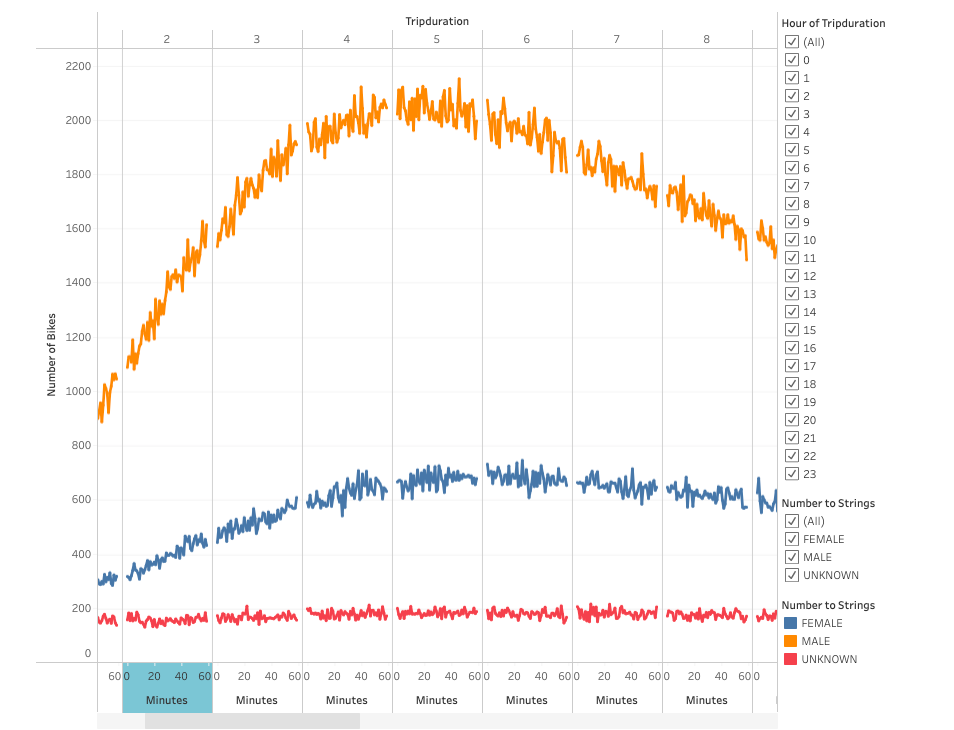 Tripduration
2 3 4 5 6 7 8
2200
2000
1800
1600
1400
1200
1000
800
600
400
200
0
Number of Bikes
60 0 20 40 60 0 20 40 60 0 20 40 60 0 20 40 60 0 20 40 60 0 20 40 60 0 20 40 60 0
Minutes Minutes Minutes Minutes Minutes Minutes Minutes
Hour of Tripduration
(All)
0
1
2
3
4
5
6
7
8
9
10
11
12
13
14
15
16
17
18
19
20
21
22
23
Number to Strings
(All)
FEMALE
MALE
UNKNOWN
Number to Strings
FEMALE
MALE
UNKNOWN